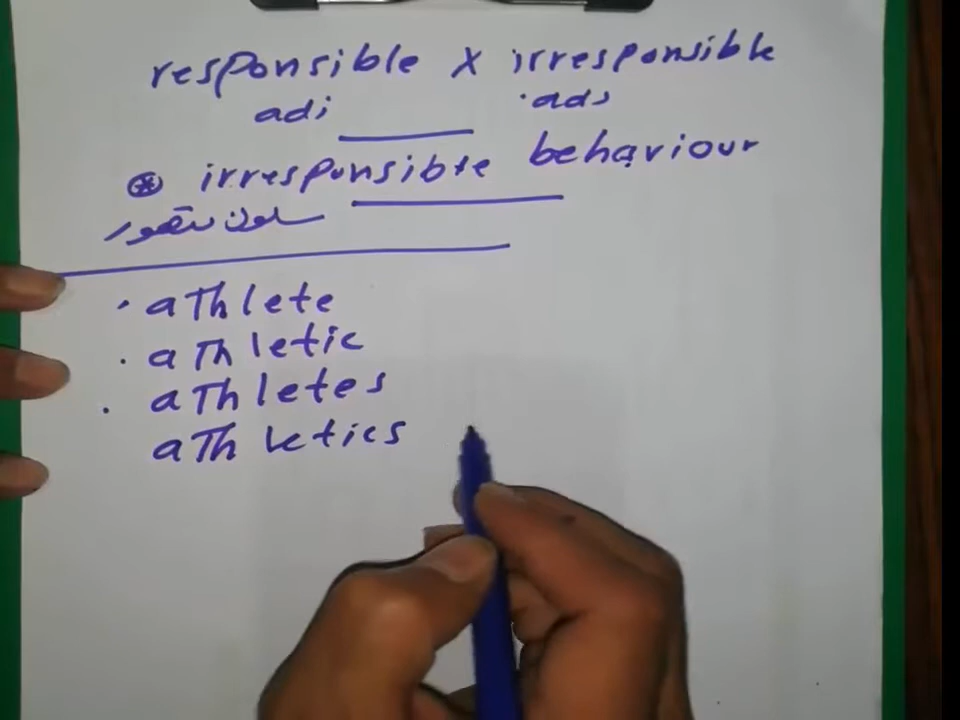 responsible x irresponsible
adj adj
irresponsible behaviour
سلوك متهور
athlete
athletic
athletes
athletics